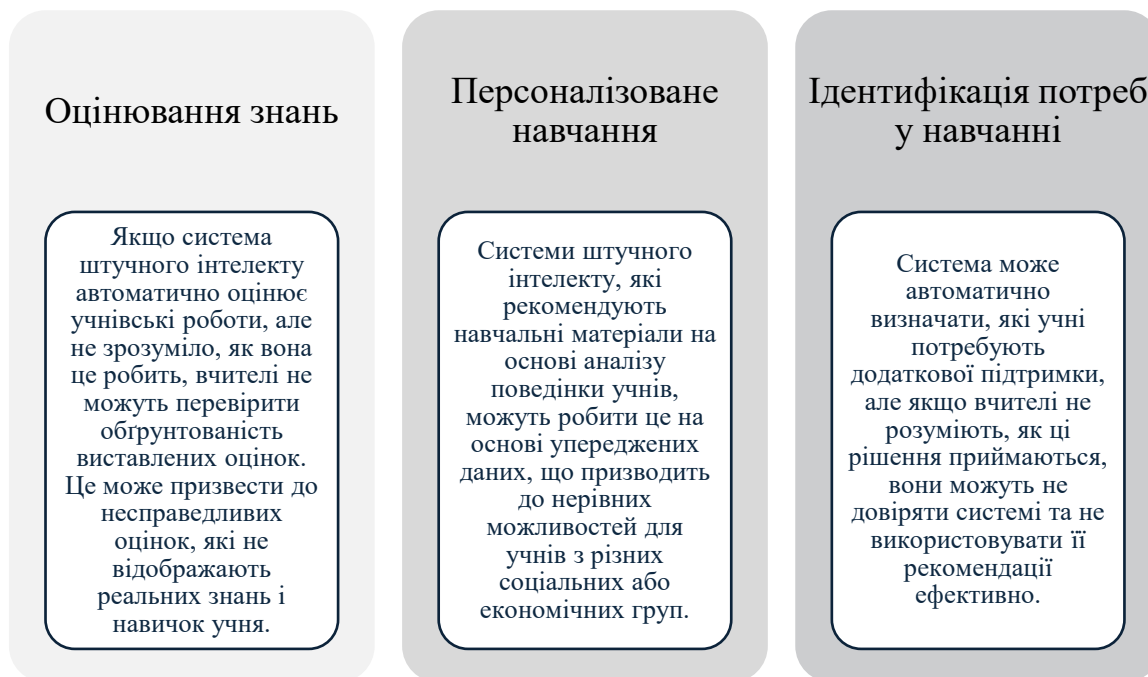 Оцінювання знань
Якщо система
штучного інтелекту
автоматично оцінює
учнівські роботи, але
не зрозуміло, як вона
це робить, вчителі не
можуть перевірити
обґрунтованість
виставлених оцінок.
Це може призвести до
несправедливих
оцінок, які не
відображають
реальних знань і
навичок учня.
Персоналізоване
навчання
Системи штучного
інтелекту, які
рекомендують
навчальні матеріали на
основі аналізу
поведінки учнів,
можуть робити це на
основі упереджених
даних, що призводить
до нерівних
можливостей для
учнів з різних
соціальних або
економічних груп.
Ідентифікація потреб
у навчанні
Система може
автоматично
визначати, які учні
потребують
додаткової підтримки,
але якщо вчителі не
розуміють, як ці
рішення приймаються,
вони можуть не
довіряти системі та не
використовувати її
рекомендації
ефективно.